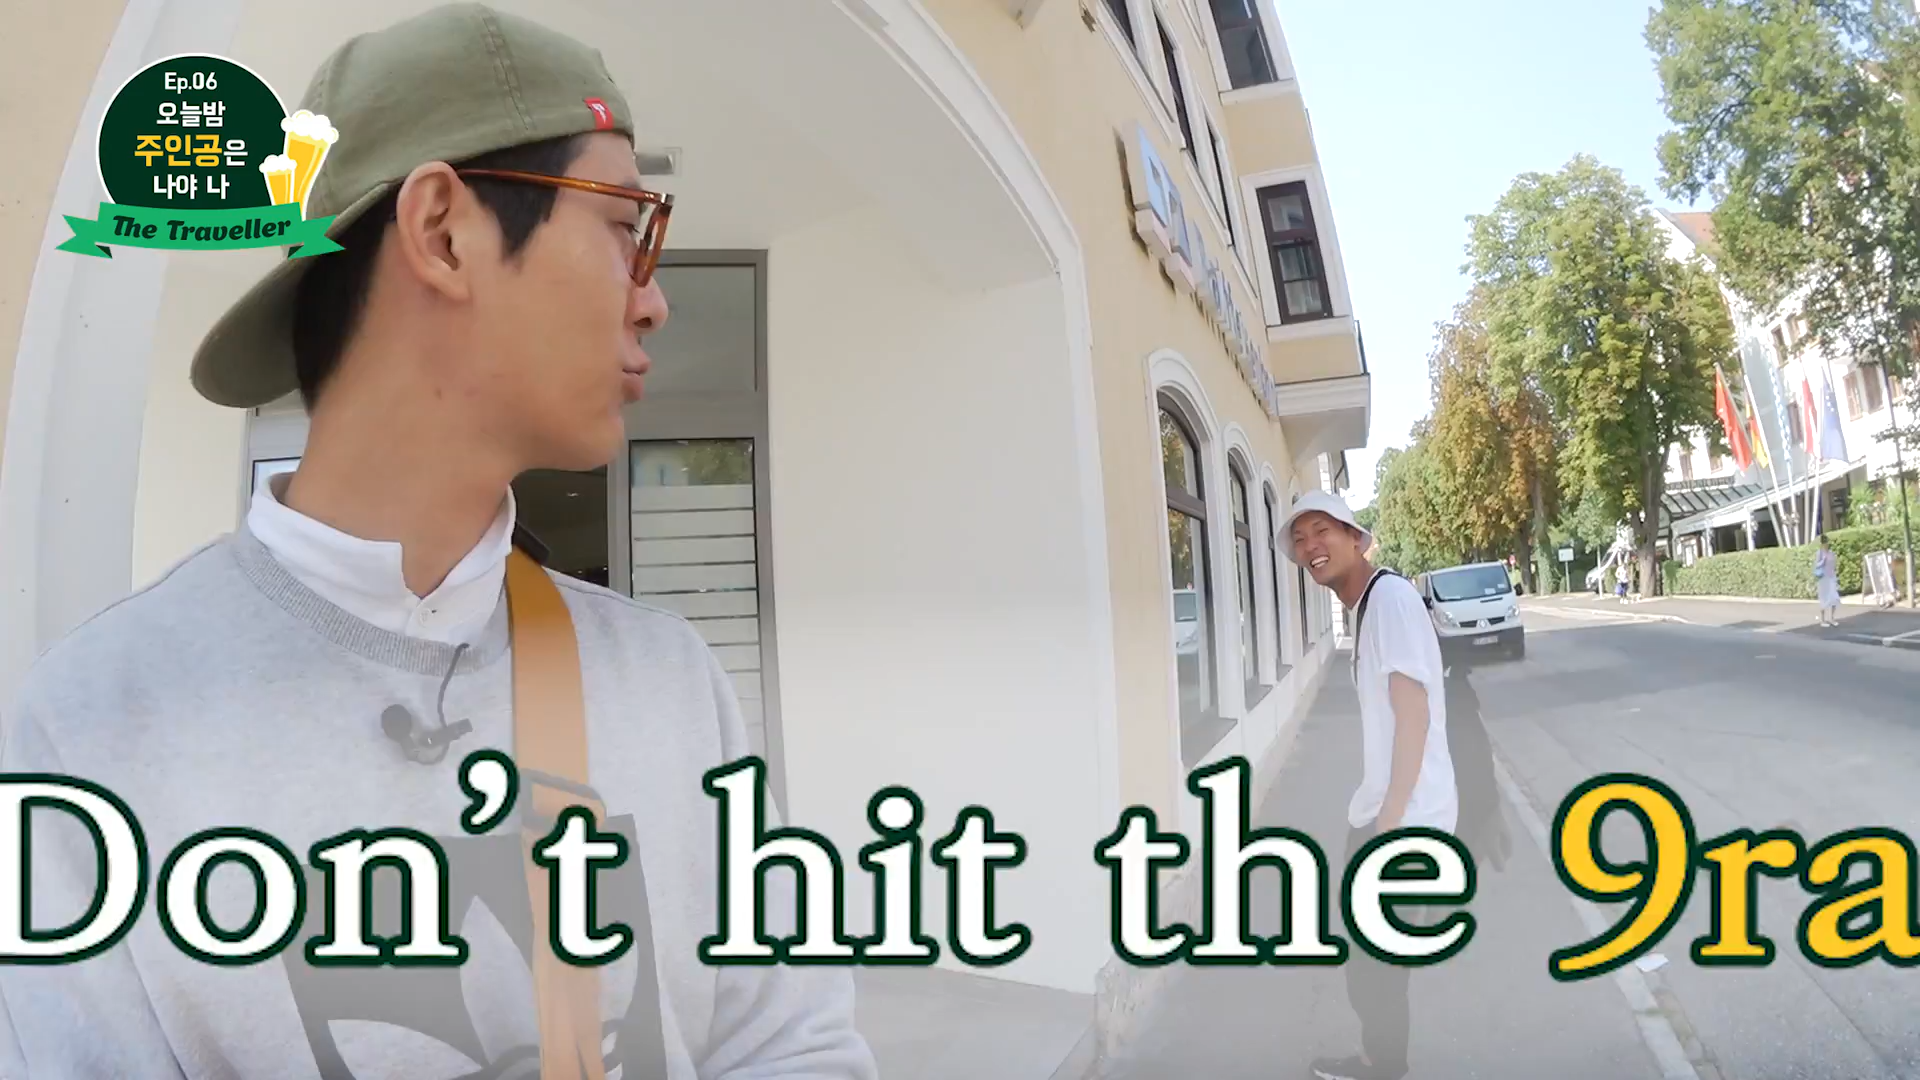 Ep.06
오늘밤
주인공은
나야 나
The Traveller
Don't hit the 9ra